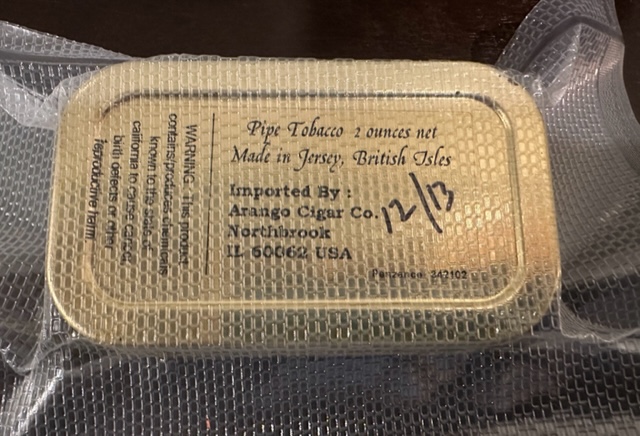 Pipe Tobacco 2 ounces net
Made in Jersey, British Isles
Imported By :
Arango Cigar Co.
Northbrook
IL 60062 USA
12/13
Penzance 342102
WARNING: This product
contains/produces chemicals
known to the state of
california to cause cancer,
birth defects or other
reproductive harm